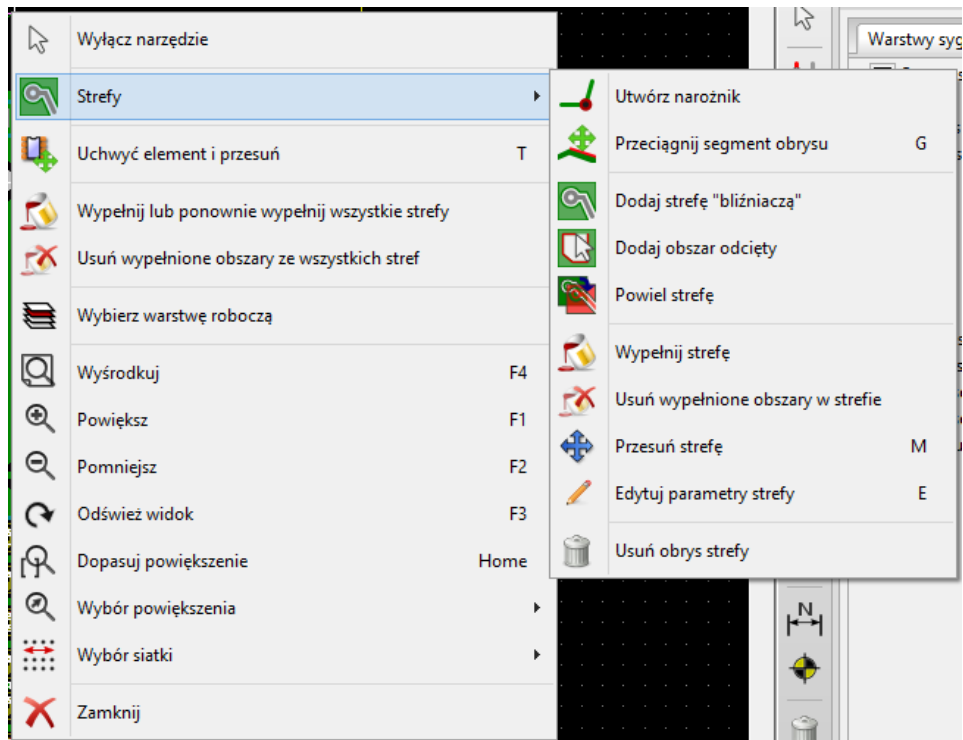 Wyłącz narzędzie
Strefy
Uchwyć element i przesuń T
Wypełnij lub ponownie wypełnij wszystkie strefy
Usuń wypełnione obszary ze wszystkich stref
Wybierz warstwę roboczą
Wyśrodkuj F4
Powiększ F1
Pomniejsz F2
Odśwież widok F3
Dopasuj powiększenie Home
Wybór powiększenia
Wybór siatki
Zamknij
Utwórz narożnik
Przeciągnij segment obrysu G
Dodaj strefę "bliźniaczą"
Dodaj obszar odcięty
Powiel strefę
Wypełnij strefę
Usuń wypełnione obszary w strefie
Przesuń strefę M
Edytuj parametry strefy E
Usuń obrys strefy
Warstwy syg
N